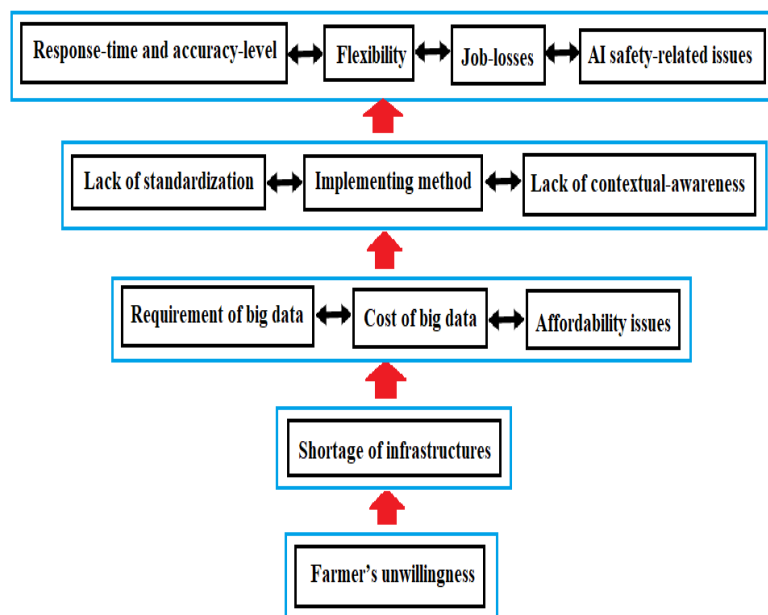 Response-time and accuracy-level
Flexibility
Job-losses
AI safety-related issues
Lack of standardization
Implementing method
Lack of contextual-awareness
Requirement of big data
Cost of big data
Affordability issues
Shortage of infrastructures
Farmer’s unwillingness